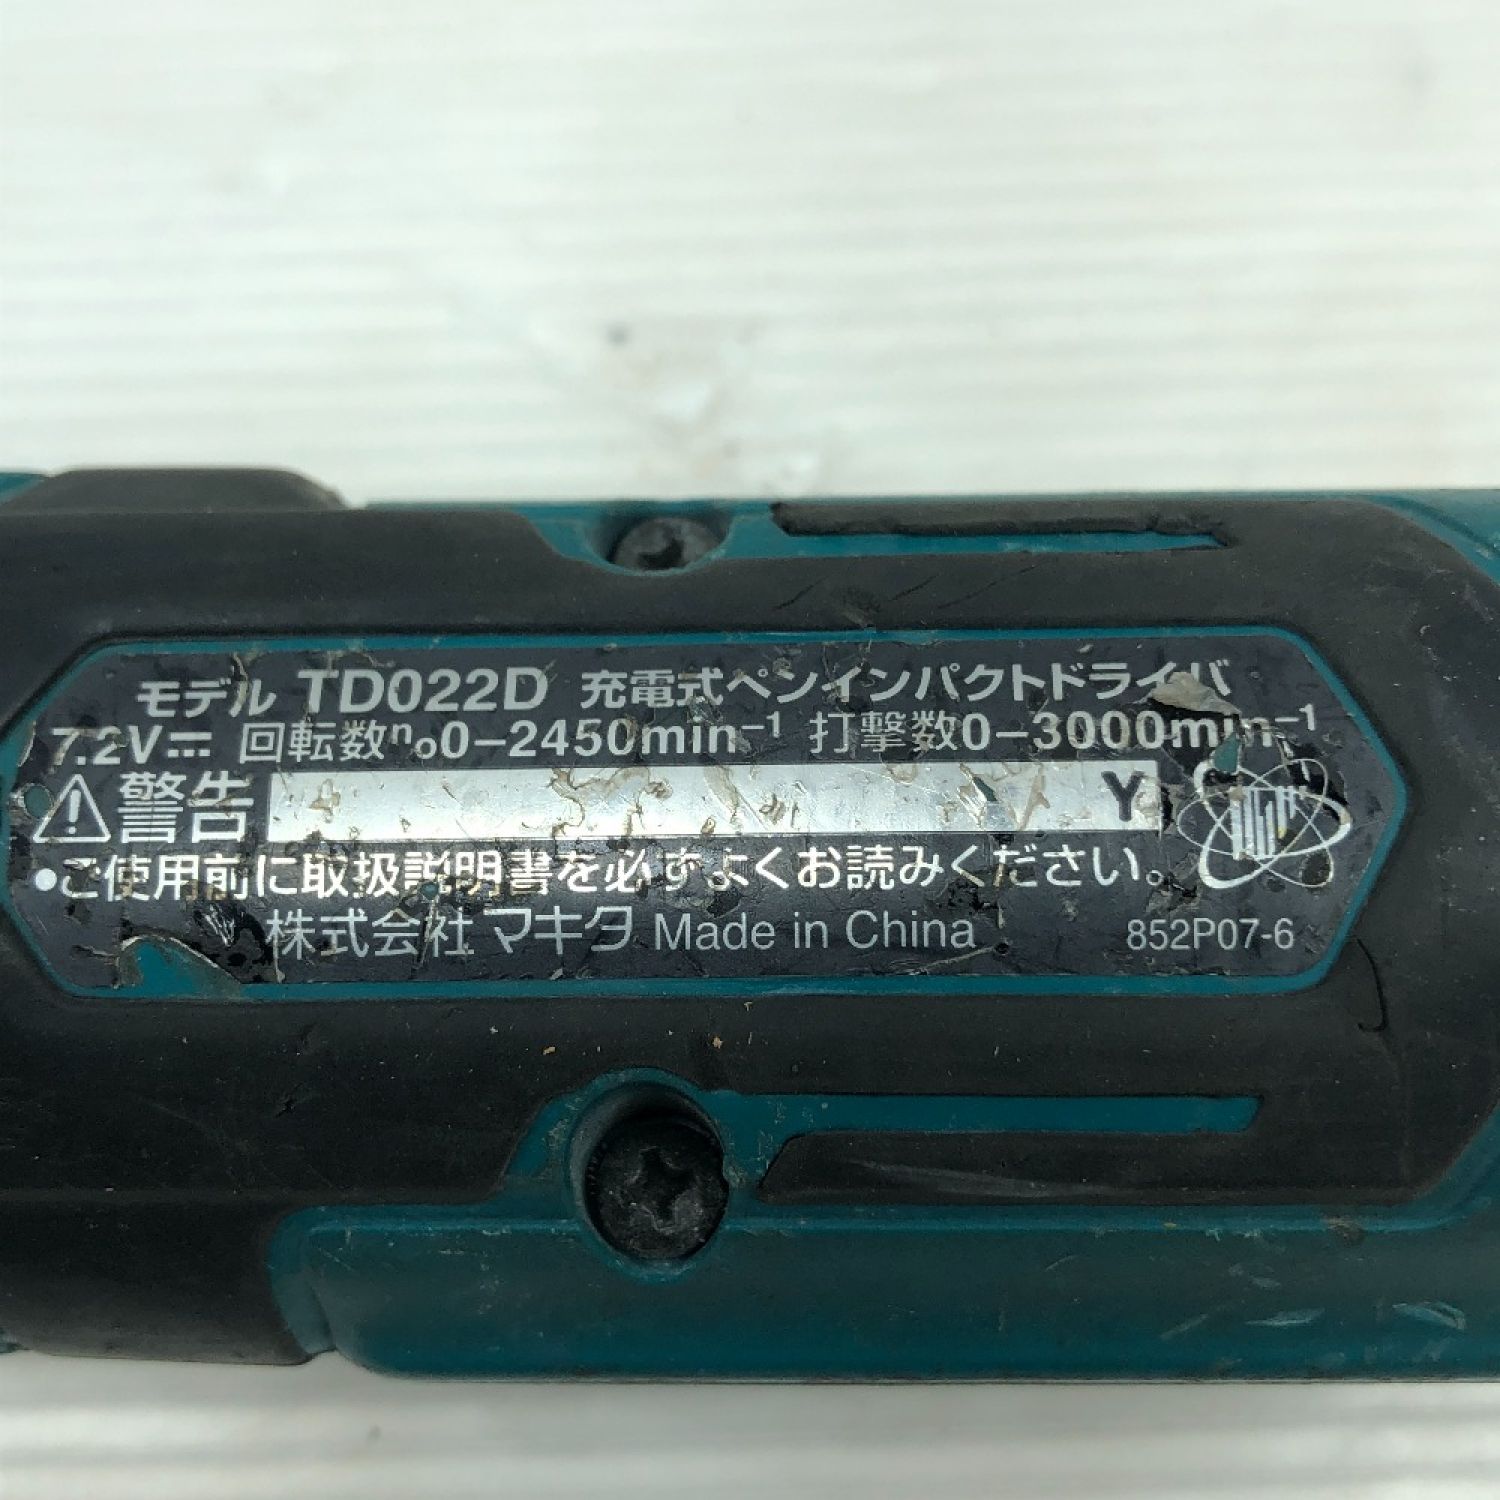 モデル TD022D 充電式ペンインパクトドライバ
7.2V⎓ 回転数n₀0-2450min⁻¹ 打撃数0-3000min⁻¹
⚠警告 Y
●ご使用前に取扱説明書を必ずよくお読みください。
株式会社 マキタ Made in China 852P07-6